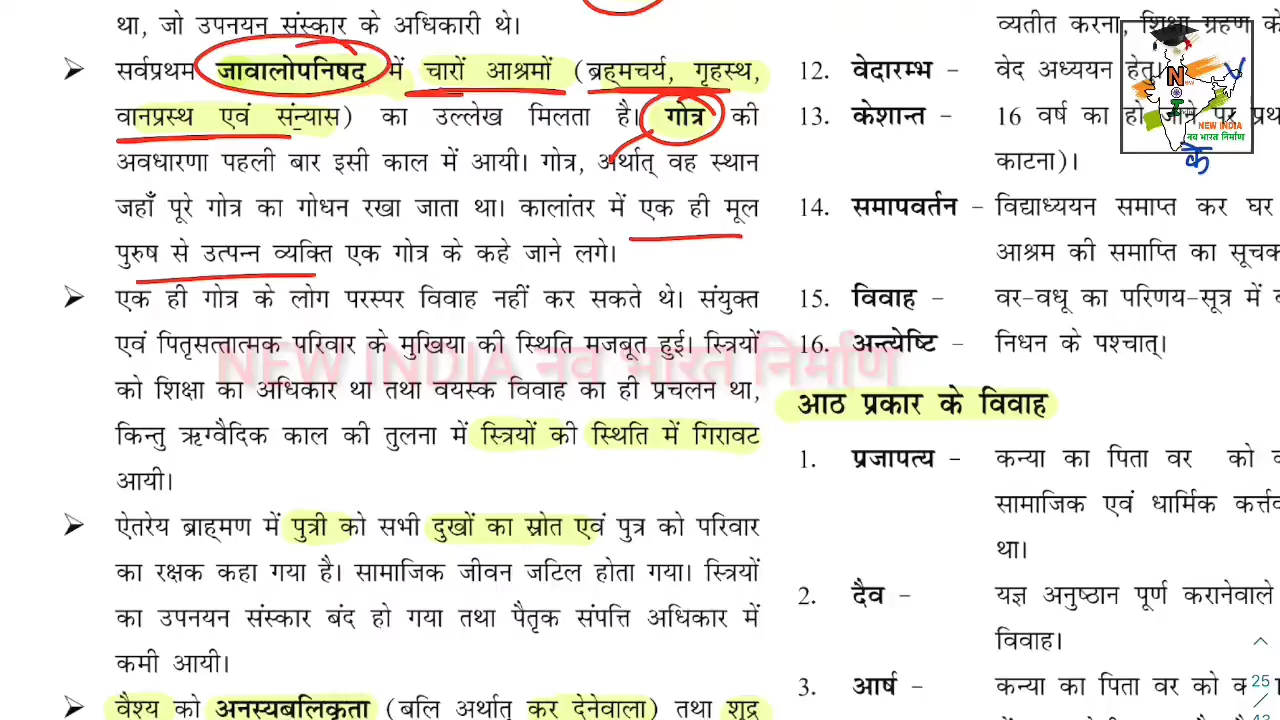 था, जो उपनयन संस्कार के अधिकारी थे।
➤ सर्वप्रथम जावालोपनिषद् में चारों आश्रमों (ब्रह्मचर्य, गृहस्थ,
वानप्रस्थ एवं संन्यास) का उल्लेख मिलता है। गोत्र की
अवधारणा पहली बार इसी काल में आयी। गोत्र, अर्थात् वह स्थान
जहाँ पूरे गोत्र का गोधन रखा जाता था। कालांतर में एक ही मूल
पुरुष से उत्पन्न व्यक्ति एक गोत्र के कहे जाने लगे।
➤ एक ही गोत्र के लोग परस्पर विवाह नहीं कर सकते थे। संयुक्त
एवं पितृसत्तात्मक परिवार के मुखिया की स्थिति मजबूत हुई। स्त्रियों
को शिक्षा का अधिकार था तथा वयस्क विवाह का ही प्रचलन था,
किन्तु ऋग्वैदिक काल की तुलना में स्त्रियों की स्थिति में गिरावट
आयी।
➤ ऐतरेय ब्राह्मण में पुत्री को सभी दुखों का स्रोत एवं पुत्र को परिवार
का रक्षक कहा गया है। सामाजिक जीवन जटिल होता गया। स्त्रियों
का उपनयन संस्कार बंद हो गया तथा पैतृक संपत्ति अधिकार में
कमी आयी।
➤ वैश्य को अनस्यबलिकृता (बलि अर्थात् कर देनेवाला) तथा शूद्र
व्यतीत करना, शिक्षा ग्रहण के
12. वेदारम्भ – वेद अध्ययन हेतु।
13. केशान्त – 16 वर्ष का हो जाने पर
काटना)।
14. समापवर्तन – विद्याध्ययन समाप्त कर घर
आश्रम की समाप्ति का सूचक
15. विवाह – वर-वधू का परिणय-सूत्र में
16. अन्त्येष्टि – निधन के पश्चात्।
आठ प्रकार के विवाह
1. प्रजापत्य – कन्या का पिता वर को
सामाजिक एवं धार्मिक
था।
2. दैव – यज्ञ अनुष्ठान पूर्ण करानेवाले
विवाह।
3. आर्ष – कन्या का पिता वर को
NEW INDIA
नव भारत निर्माण
के
NEW INDIA नव भारत निर्माण
25